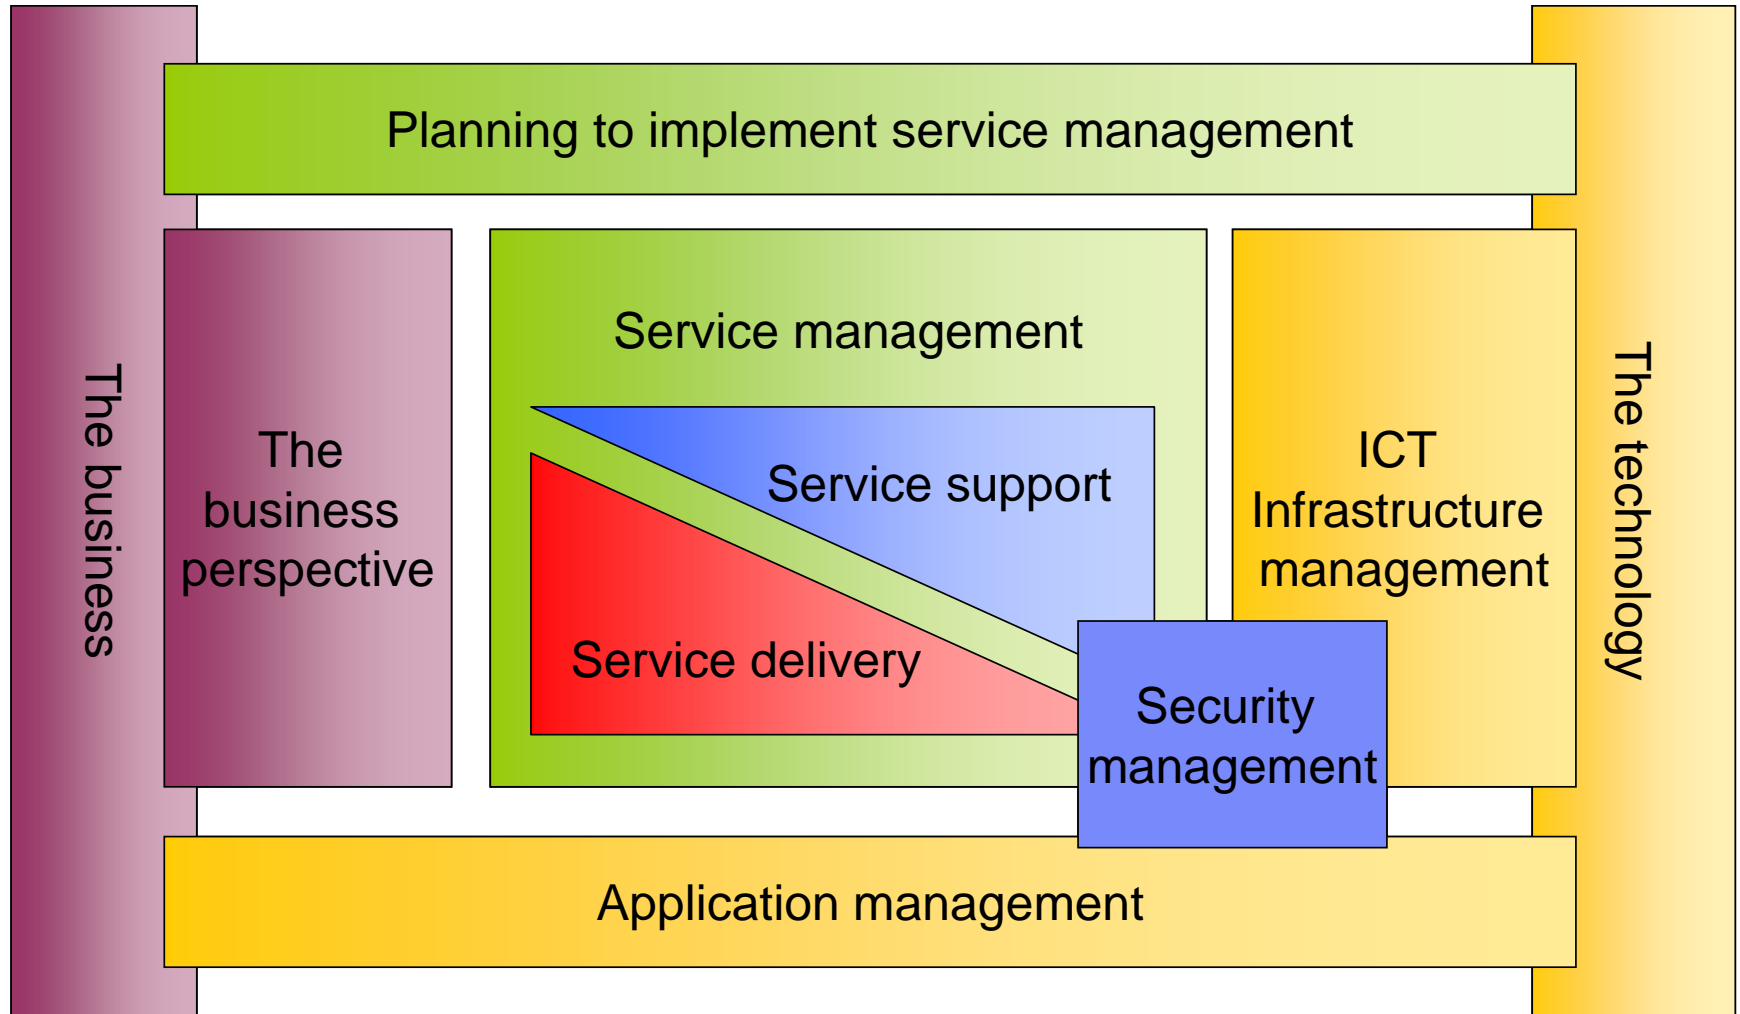 Planning to implement service management
The business
The
business
perspective
Service management
Service support
Service delivery
ICT
Infrastructure
management
Security
management
The technology
Application management